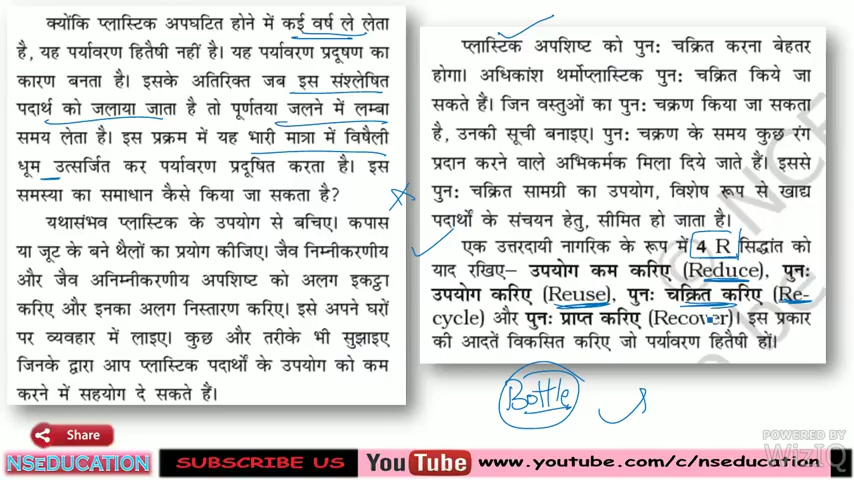 क्योंकि प्लास्टिक अपघटित होने में कई वर्ष ले लेता
है, यह पर्यावरण हितैषी नहीं है। यह पर्यावरण प्रदूषण का
कारण बनता है। इसके अतिरिक्त जब इस संश्लेषित
पदार्थ को जलाया जाता है तो पूर्णतया जलने में लम्बा
समय लेता है। इस प्रक्रम में यह भारी मात्रा में विषैली
धूम उत्सर्जित कर पर्यावरण प्रदूषित करता है। इस
समस्या का समाधान कैसे किया जा सकता है?
यथासंभव प्लास्टिक के उपयोग से बचिए। कपास
या जूट के बने थैलों का प्रयोग कीजिए। जैव निम्नीकरणीय
और जैव अनिम्नीकरणीय अपशिष्ट को अलग इकट्ठा
करिए और इनका अलग निस्तारण करिए। इसे अपने घरों
पर व्यवहार में लाइए। कुछ और तरीके भी सुझाइए
जिनके द्वारा आप प्लास्टिक पदार्थों के उपयोग को कम
करने में सहयोग दे सकते हैं।
प्लास्टिक अपशिष्ट को पुन: चक्रित करना बेहतर
होगा। अधिकांश थर्मोप्लास्टिक पुन: चक्रित किये जा
सकते हैं। जिन वस्तुओं का पुन: चक्रण किया जा सकता
है, उनकी सूची बनाइए। पुन: चक्रण के समय कुछ रंग
प्रदान करने वाले अभिकर्मक मिला दिये जाते हैं। इससे
पुन: चक्रित सामग्री का उपयोग, विशेष रूप से खाद्य
पदार्थों के संचयन हेतु, सीमित हो जाता है।
एक उत्तरदायी नागरिक के रूप में 4 R सिद्धांत को
याद रखिए– उपयोग कम करिए (Reduce), पुन:
उपयोग करिए (Reuse), पुन: चक्रित करिए (Re-
cycle) और पुन: प्राप्त करिए (Recover)। इस प्रकार
की आदतें विकसित करिए जो पर्यावरण हितैषी हों।
Bottle
Share
NSEDUCATION
SUBSCRIBE US
YouTube
www.youtube.com/c/nseducation
POWERED BY
WizIQ